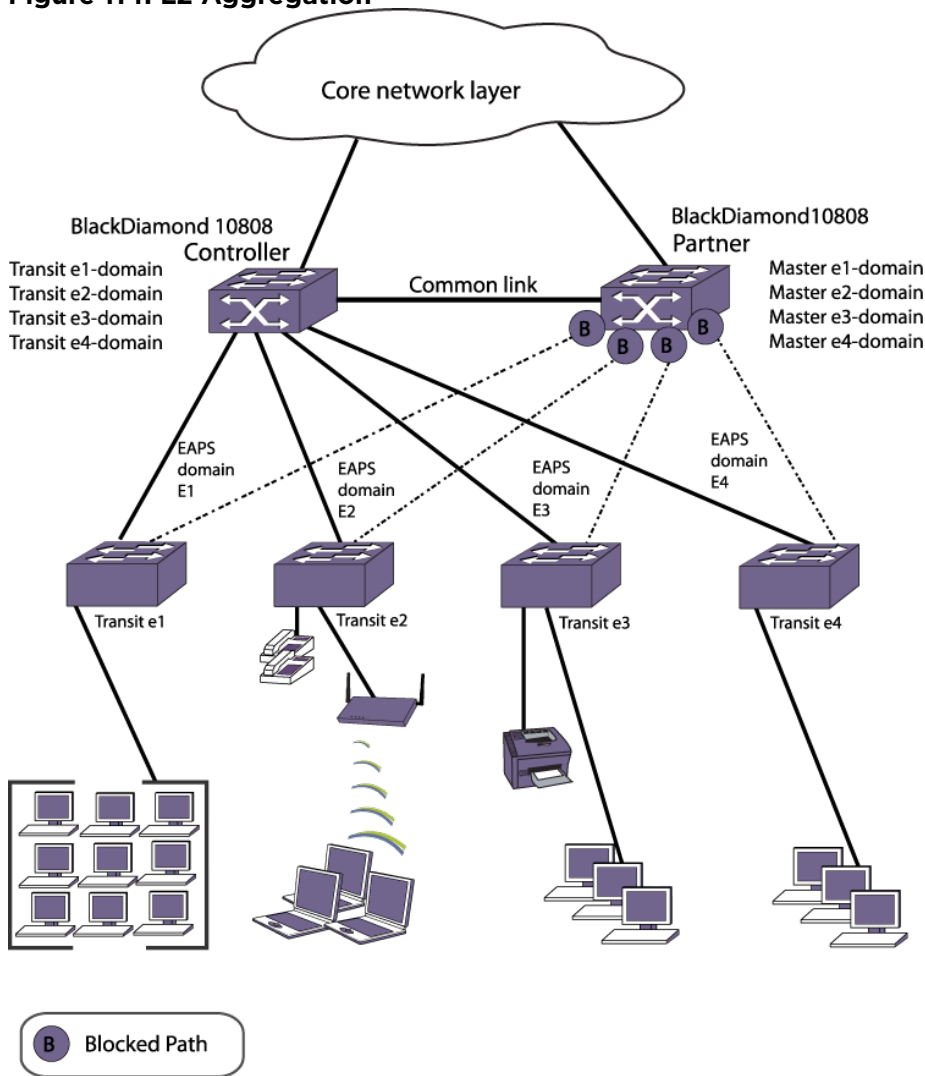 L2 Aggregation
Core network layer
BlackDiamond 10808
Controller
BlackDiamond10808
Partner
Transit e1-domain
Transit e2-domain
Transit e3-domain
Transit e4-domain
Common link
Master e1-domain
Master e2-domain
Master e3-domain
Master e4-domain
B
B
B
B
EAPS
domain
E1
EAPS
domain
E2
EAPS
domain
E3
EAPS
domain
E4
Transit e1
Transit e2
Transit e3
Transit e4
B Blocked Path